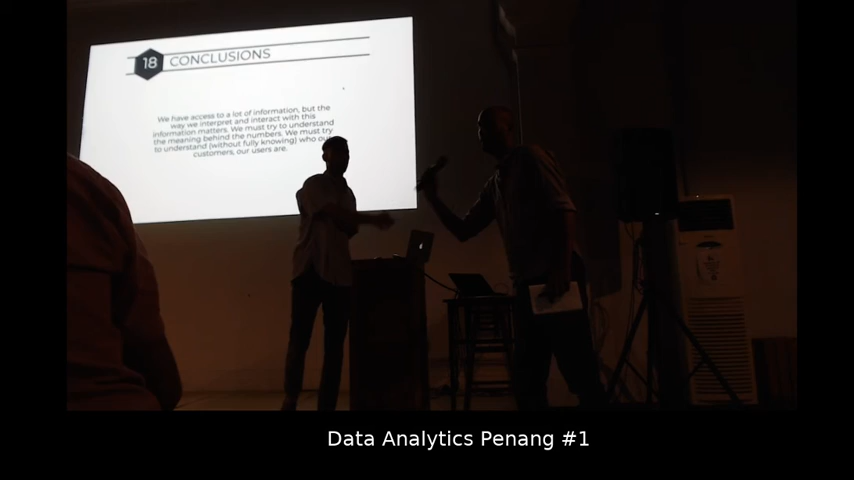 18 CONCLUSIONS
We have access to a lot of information, but the
way we interpret and interact with this
information matters. We must try to understand
the meaning behind the numbers. We must try
to understand (without fully knowing) who our
customers, our users are.
Data Analytics Penang #1